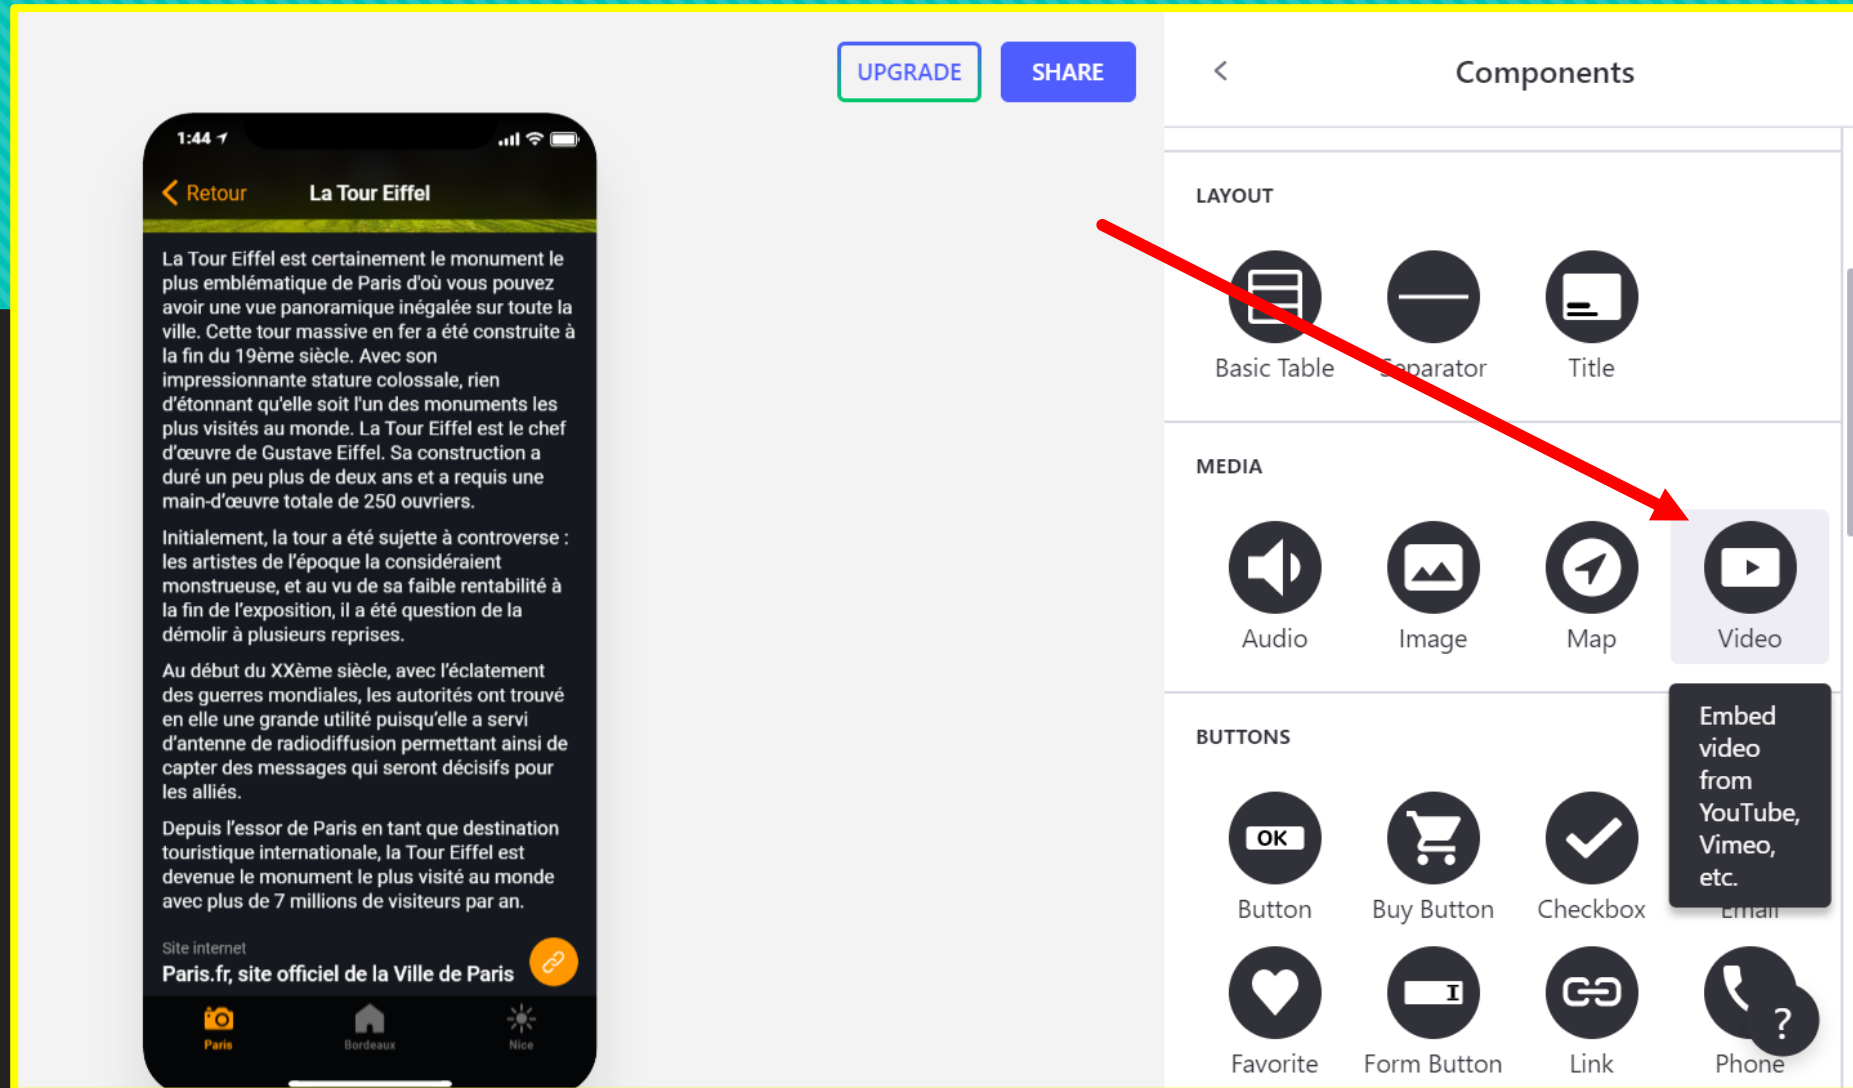 UPGRADE
SHARE
Components
1:44
Retour
La Tour Eiffel
La Tour Eiffel est certainement le monument le
plus emblématique de Paris d'où vous pouvez
avoir une vue panoramique inégalée sur toute la
ville. Cette tour massive en fer a été construite à
la fin du 19ème siècle. Avec son
impressionnante stature colossale, rien
d'étonnant qu'elle soit l'un des monuments les
plus visités au monde. La Tour Eiffel est le chef
d'œuvre de Gustave Eiffel. Sa construction a
duré un peu plus de deux ans et a requis une
main-d'œuvre totale de 250 ouvriers.
Initialement, la tour a été sujette à controverse :
les artistes de l'époque la considéraient
monstrueuse, et au vu de sa faible rentabilité à
la fin de l'exposition, il a été question de la
démolir à plusieurs reprises.
Au début du XXème siècle, avec l'éclatement
des guerres mondiales, les autorités ont trouvé
en elle une grande utilité puisqu'elle a servi
d'antenne de radiodiffusion permettant ainsi de
capter des messages qui seront décisifs pour
les alliés.
Depuis l'essor de Paris en tant que destination
touristique internationale, la Tour Eiffel est
devenue le monument le plus visité au monde
avec plus de 7 millions de visiteurs par an.
Site internet
Paris.fr, site officiel de la Ville de Paris
Paris
Bordeaux
Nice
LAYOUT
Basic Table
Separator
Title
MEDIA
Audio
Image
Map
Video
Embed
video
from
YouTube,
Vimeo,
etc.
BUTTONS
OK
Button
Buy Button
Checkbox
Email
I
Favorite
Form Button
Link
Phone
?